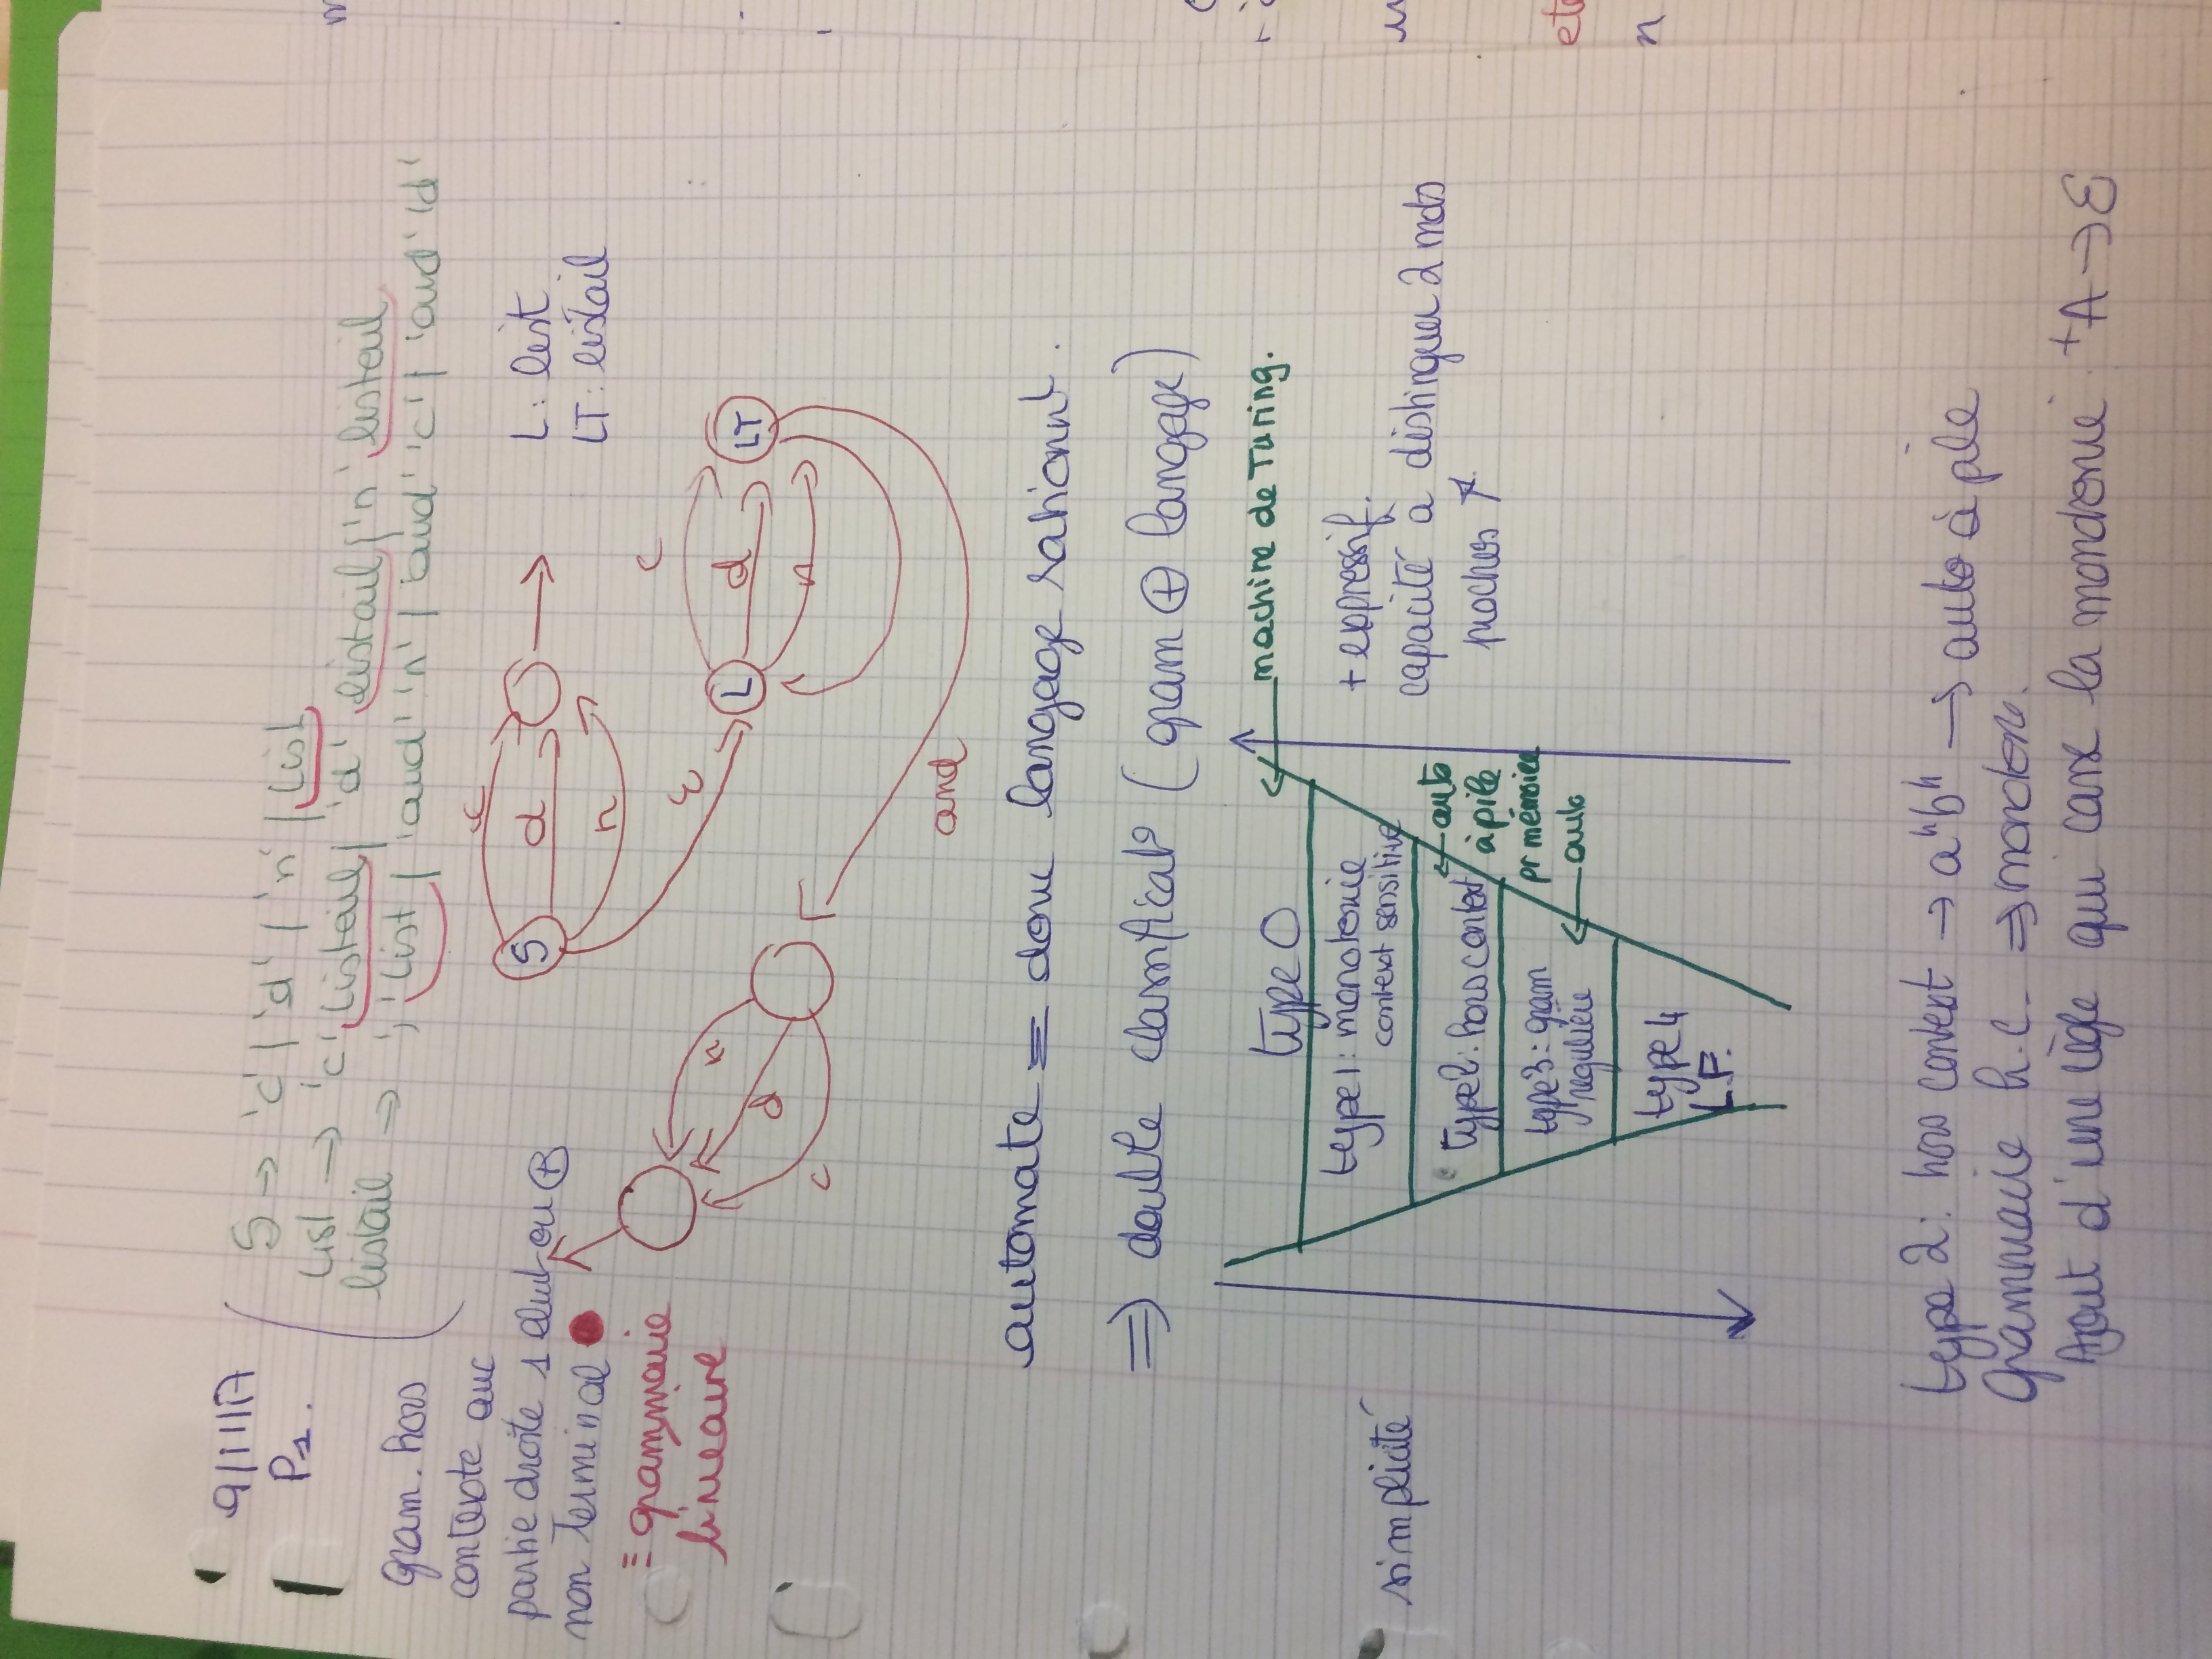 9/11/17
P1.
S → 'c' | 'd' | 'n' | List
List → 'c' Listail | 'd' listail | 'n' listail
listail → ',' List | 'and' 'n' | 'and' 'c' | 'and' 'd'
gram. hors
contexte avec
partie droite 1 elmt ou ⊕
non terminal
≡ grammaire
linéaire
S c d n
ε
L c d n LT
n d c
and
L: list
LT: listail
automate = donc langage rationnl.
⇒ double classificat° (gram ⊕ langage)
simplicité
type 0
← machine de Turing.
type 1: monotonie
context sensitive
type 2: hors context
← auto
à pile
pr mémoire
type 3: gram
régulière
← auto
type 4
L.F.
+ expressif.
capacité à distinguer 2 mots
proches ↗
type 2: hors context → aⁿbⁿ → auto à pile
Grammaire h.c. ⇒ monotone.
Ajout d'une règle qui casse la monotonie + A → ε